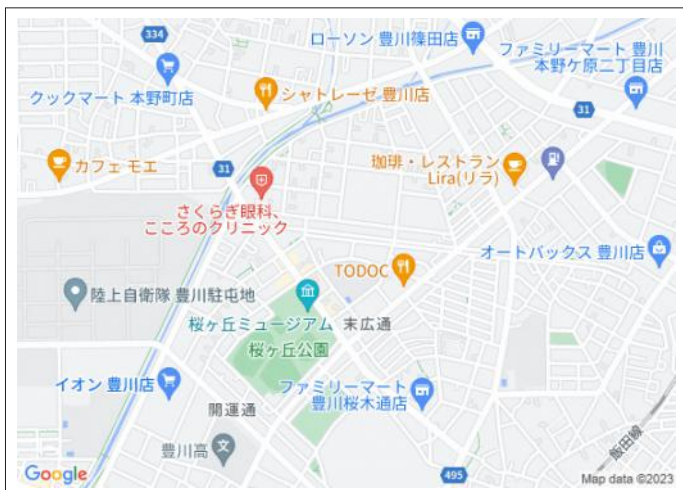 334
ローソン 豊川篠田店
ファミリーマート 豊川
本野ケ原二丁目店
クックマート 本野町店
シャトレーゼ 豊川店
31
カフェ モエ
31
珈琲・レストラン
Lira(リラ)
さくらぎ眼科、
こころのクリニック
オートバックス 豊川店
TODOC
陸上自衛隊 豊川駐屯地
桜ヶ丘ミュージアム
末広通
桜ヶ丘公園
イオン 豊川店
ファミリーマート
豊川桜木通店
開運通
飯田線
豊川高
文
495
Google
Map data ©2023